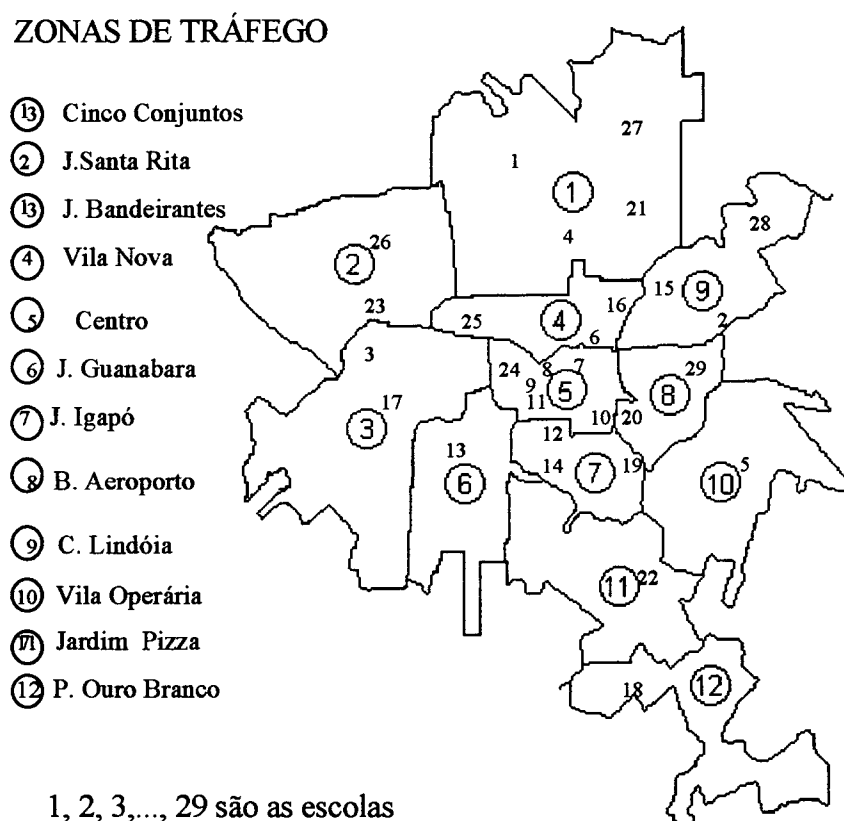 ZONAS DE TRÁFEGO
13 Cinco Conjuntos
2 J.Santa Rita
13 J. Bandeirantes
4 Vila Nova
5 Centro
6 J. Guanabara
7 J. Igapó
8 B. Aeroporto
9 C. Lindóia
10 Vila Operária
11 Jardim Pizza
12 P. Ouro Branco
27
1
1
21
28
4
26
2
15 9
23
25 4 16
6
2
3
24 8 7
9 5
11 10
29
8
20
17
3
12
13
6
14 7 19
5
10
11 22
18 12
1, 2, 3,..., 29 são as escolas